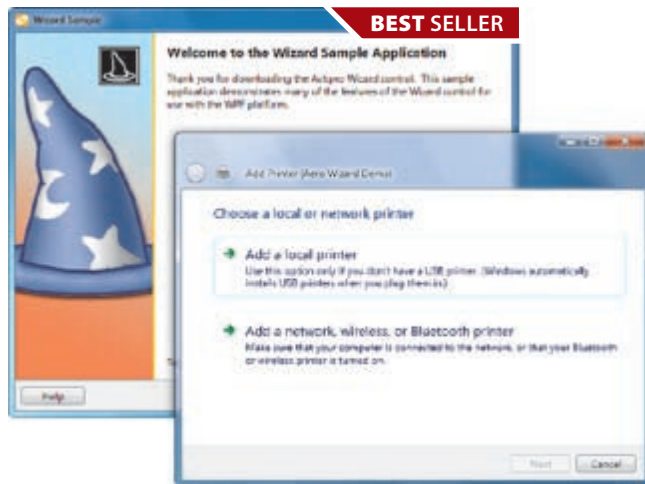 BEST SELLER
Wizard Sample
Welcome to the Wizard Sample Application
Thank you for downloading the Actipro Wizard control. This sample
application demonstrates many of the features of the Wizard control for
use with the WPF platform.
Add Printer (Aero Wizard Demo)
Choose a local or network printer
Add a local printer
Use this option only if you don't have a USB printer. (Windows automatically
installs USB printers when you plug them in.)
Add a network, wireless, or Bluetooth printer
Make sure that your computer is connected to the network, or that your Bluetooth
or wireless printer is turned on.
Help
Next
Cancel